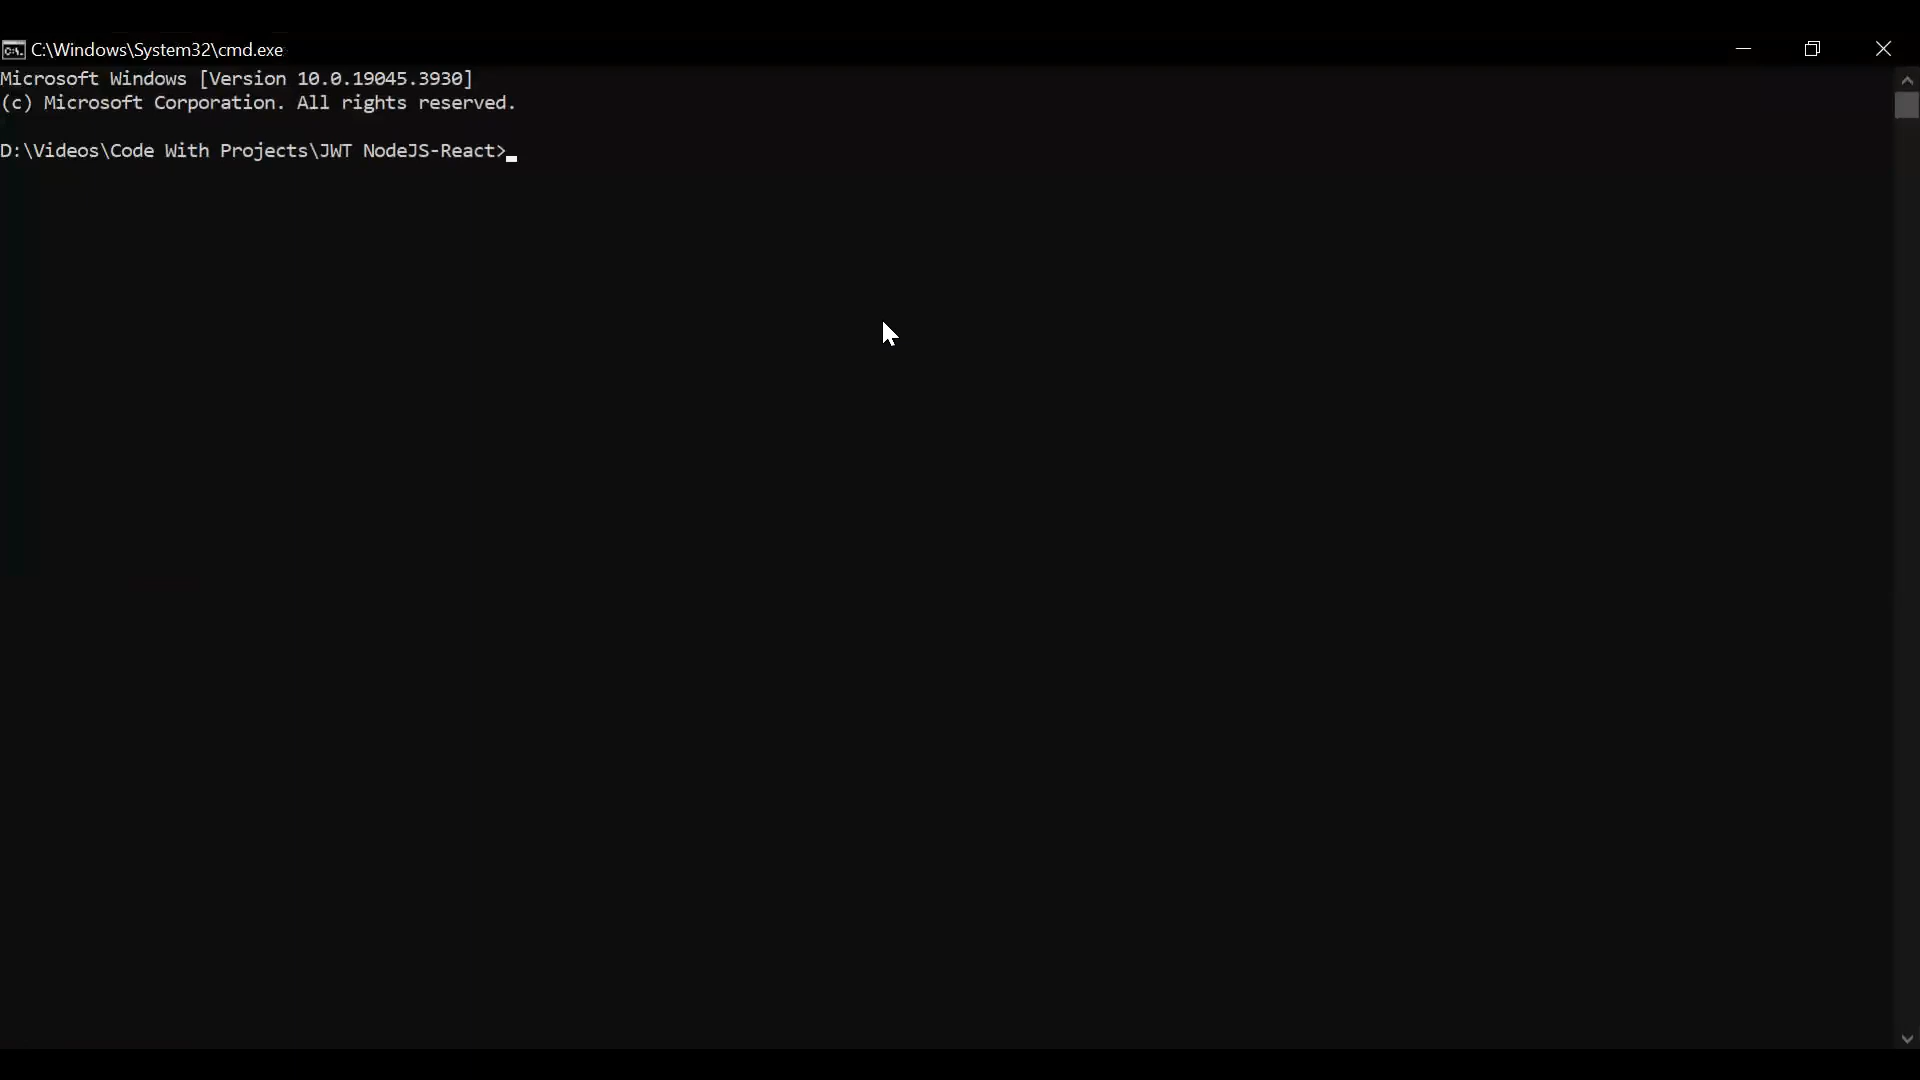 C:\Windows\System32\cmd.exe
Microsoft Windows [Version 10.0.19045.3930]
(c) Microsoft Corporation. All rights reserved.
D:\Videos\Code With Projects\JWT NodeJS-React>